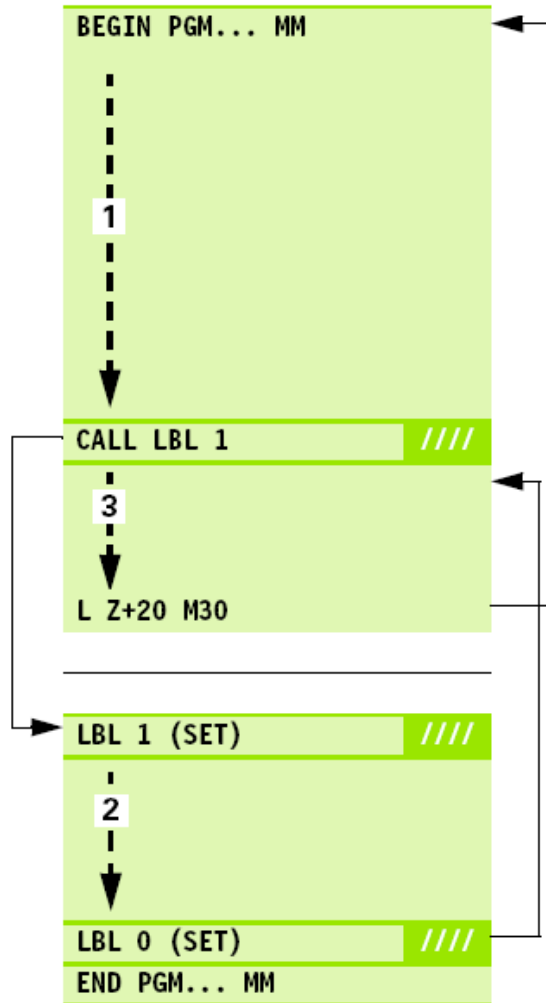 BEGIN PGM... MM
1
CALL LBL 1 ////
3
L Z+20 M30
LBL 1 (SET) ////
2
LBL 0 (SET) ////
END PGM... MM